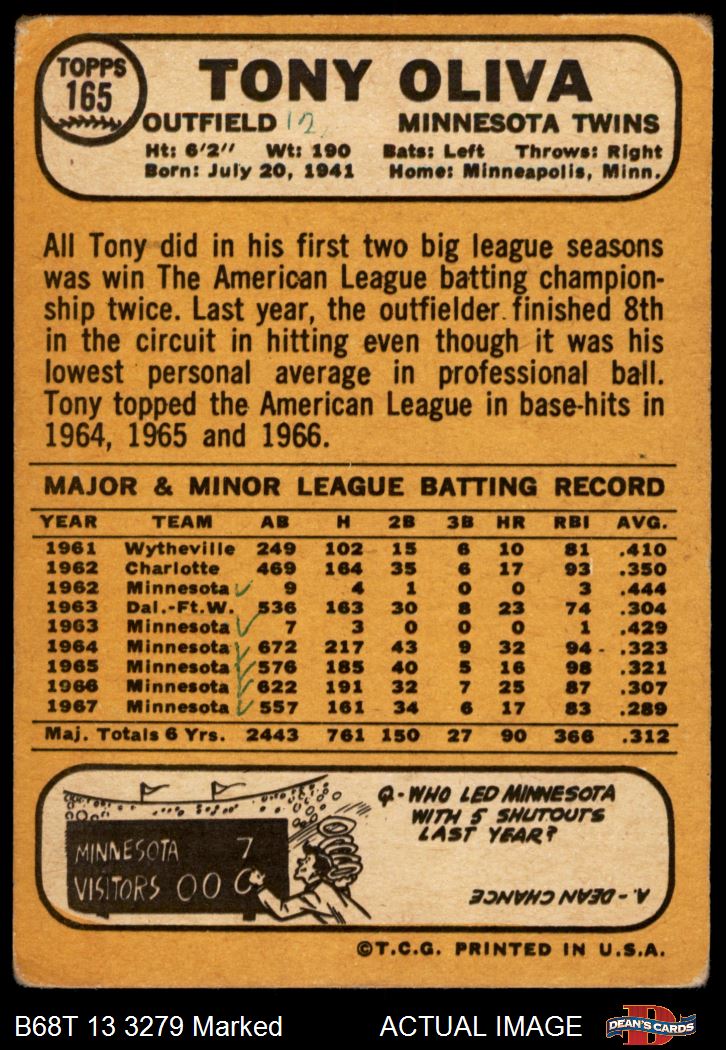 TOPPS
165
TONY OLIVA
OUTFIELD 12 MINNESOTA TWINS
Ht: 6'2" Wt: 190 Bats: Left Throws: Right
Born: July 20, 1941 Home: Minneapolis, Minn.
All Tony did in his first two big league seasons
was win The American League batting champion-
ship twice. Last year, the outfielder finished 8th
in the circuit in hitting even though it was his
lowest personal average in professional ball.
Tony topped the American League in base-hits in
1964, 1965 and 1966.
MAJOR & MINOR LEAGUE BATTING RECORD
YEAR TEAM AB H 2B 3B HR RBI AVG.
1961 Wytheville 249 102 15 6 10 81 .410
1962 Charlotte 469 164 35 6 17 93 .350
1962 Minnesota ✓ 9 4 1 0 0 3 .444
1963 Dal.-Ft.W. 536 163 30 8 23 74 .304
1963 Minnesota ✓ 7 3 0 0 0 1 .429
1964 Minnesota ✓ 672 217 43 9 32 94 .323
1965 Minnesota ✓ 576 185 40 5 16 98 .321
1966 Minnesota ✓ 622 191 32 7 25 87 .307
1967 Minnesota ✓ 557 161 34 6 17 83 .289
Maj. Totals 6 Yrs. 2443 761 150 27 90 366 .312
MINNESOTA 7
VISITORS 000
Q-WHO LED MINNESOTA
WITH 5 SHUTOUTS
LAST YEAR?
A.-DEAN CHANCE
©T.C.G. PRINTED IN U.S.A.
B68T 13 3279 Marked ACTUAL IMAGE DEAN'S CARDS